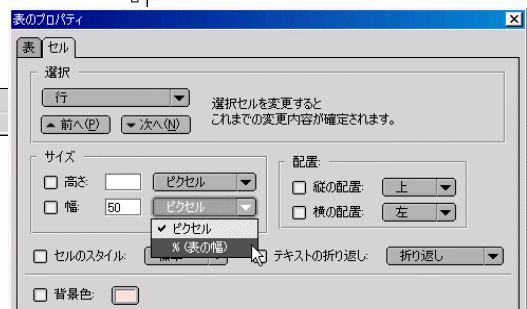 表のプロパティ
表 セル
選択
行
選択セルを変更すると
前へ(P) 次へ(N) これまでの変更内容が確定されます。
サイズ
配置:
高さ: ピクセル
縦の配置: 上
幅: 50 ピクセル
横の配置: 左
✔ ピクセル
% (表の幅)
セルのスタイル: テキストの折り返し: 折り返し
背景色: